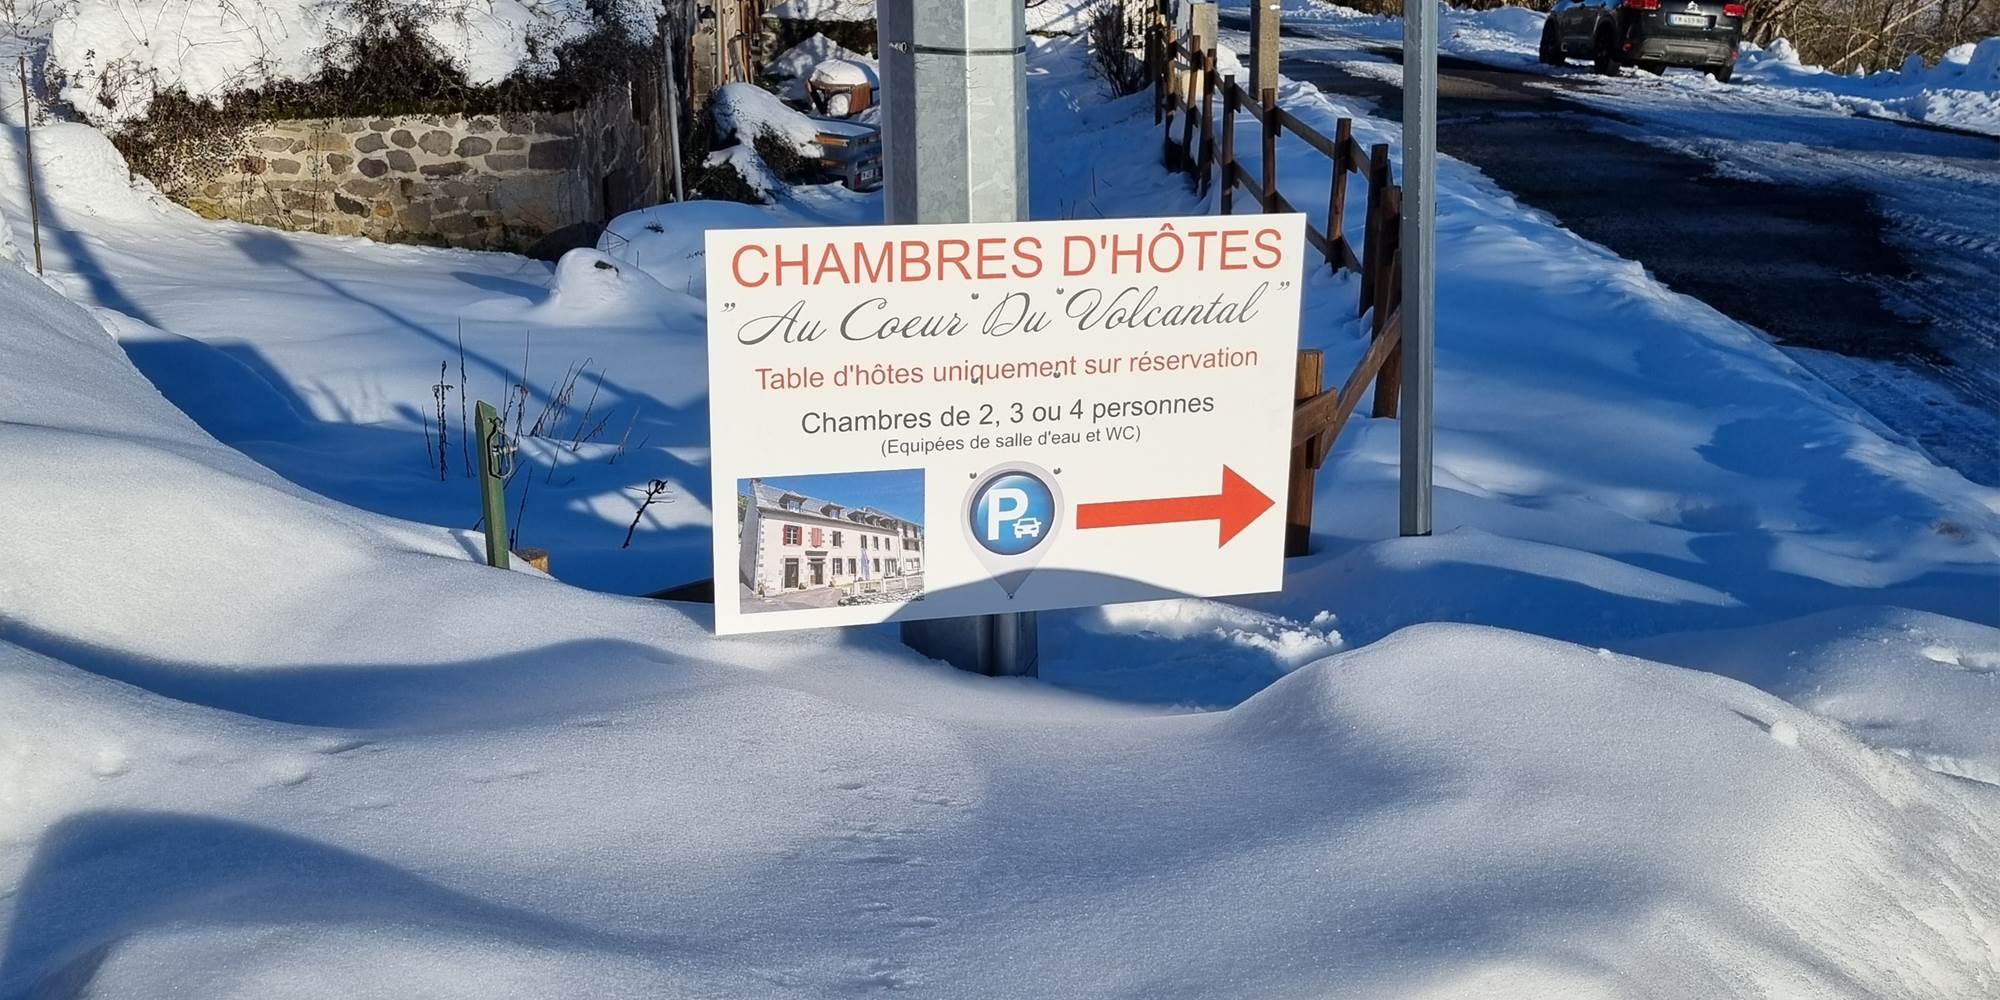 CHAMBRES D'HÔTES
"Au Coeur Du Volcantal"
Table d'hôtes uniquement sur réservation
Chambres de 2, 3 ou 4 personnes
(Equipées de salle d'eau et WC)
P